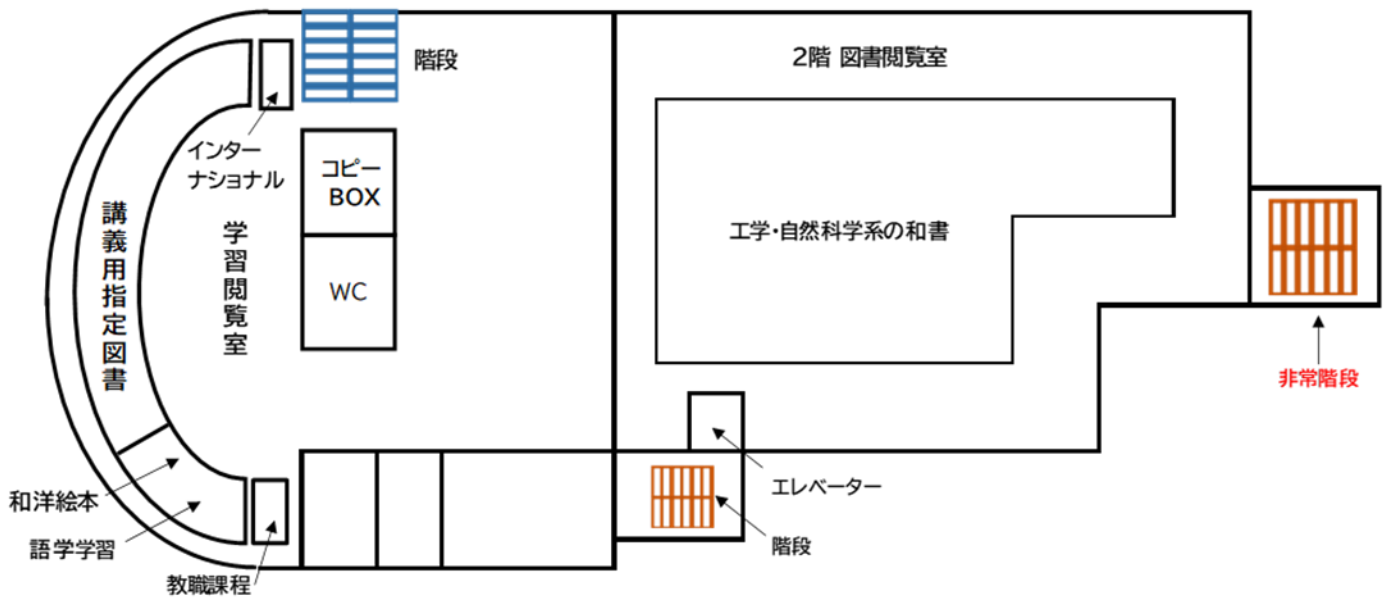 階段
2階 図書閲覧室
インター
ナショナル
コピー
BOX
講義用指定図書
学習閲覧室
工学・自然科学系の和書
WC
非常階段
和洋絵本
エレベーター
語学学習
階段
教職課程